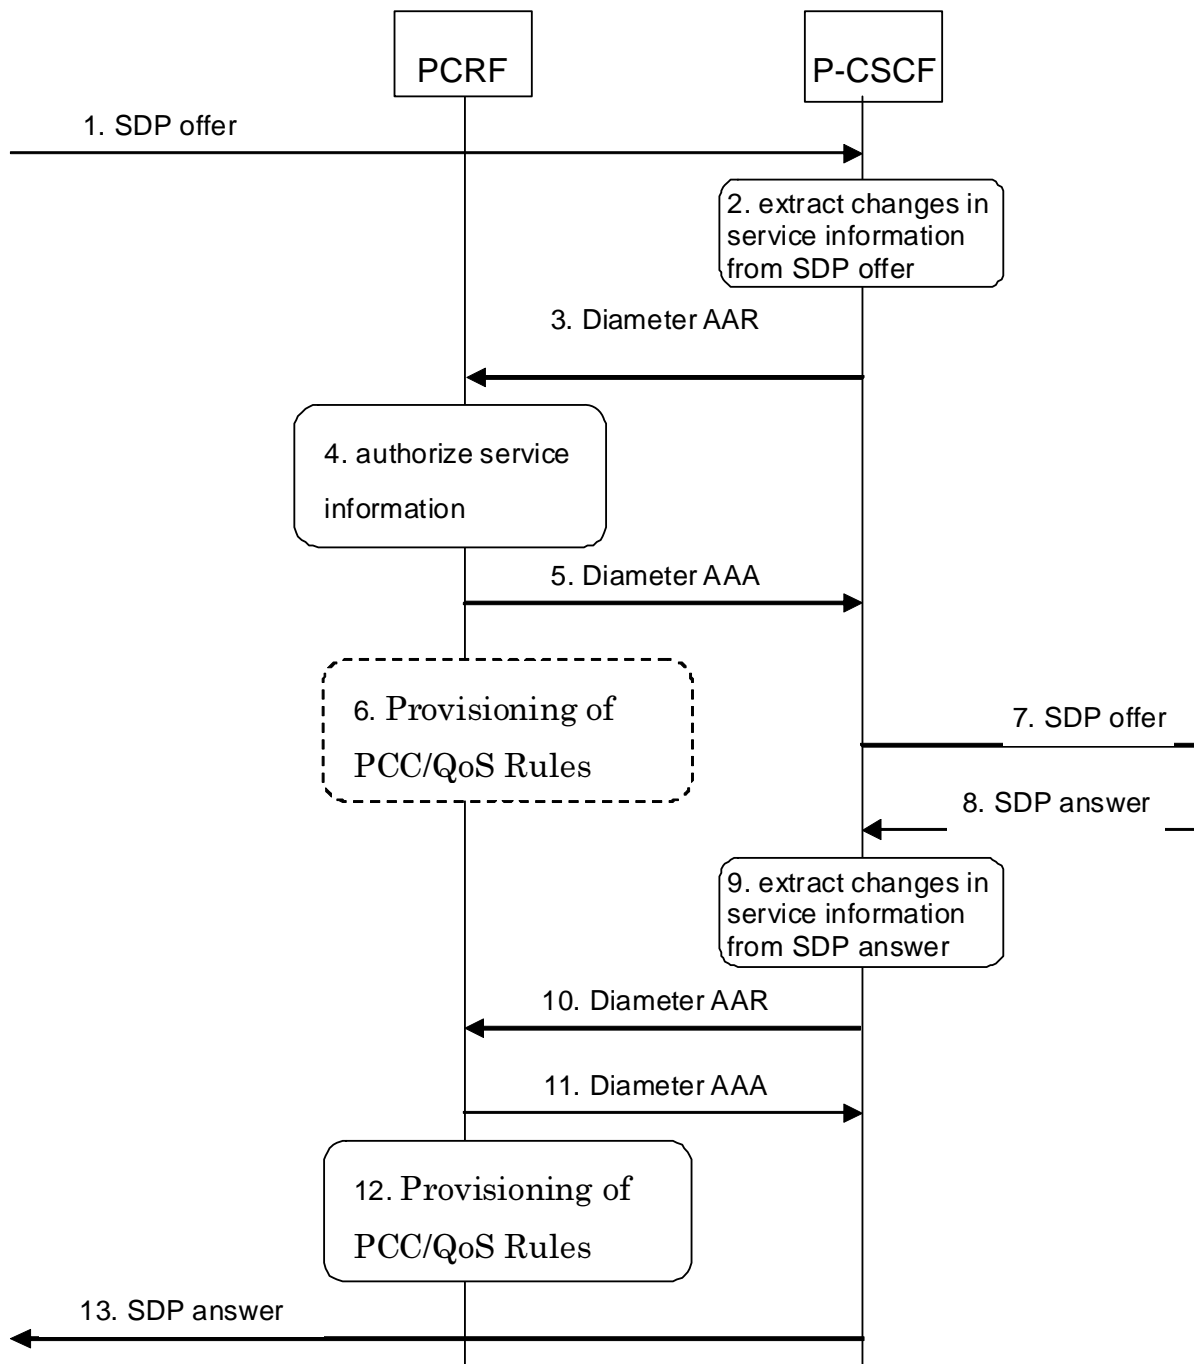 PCRF
P-CSCF
1. SDP offer
2. extract changes in
service information
from SDP offer
3. Diameter AAR
4. authorize service
information
5. Diameter AAA
6. Provisioning of
PCC/QoS Rules
7. SDP offer
8. SDP answer
9. extract changes in
service information
from SDP answer
10. Diameter AAR
11. Diameter AAA
12. Provisioning of
PCC/QoS Rules
13. SDP answer